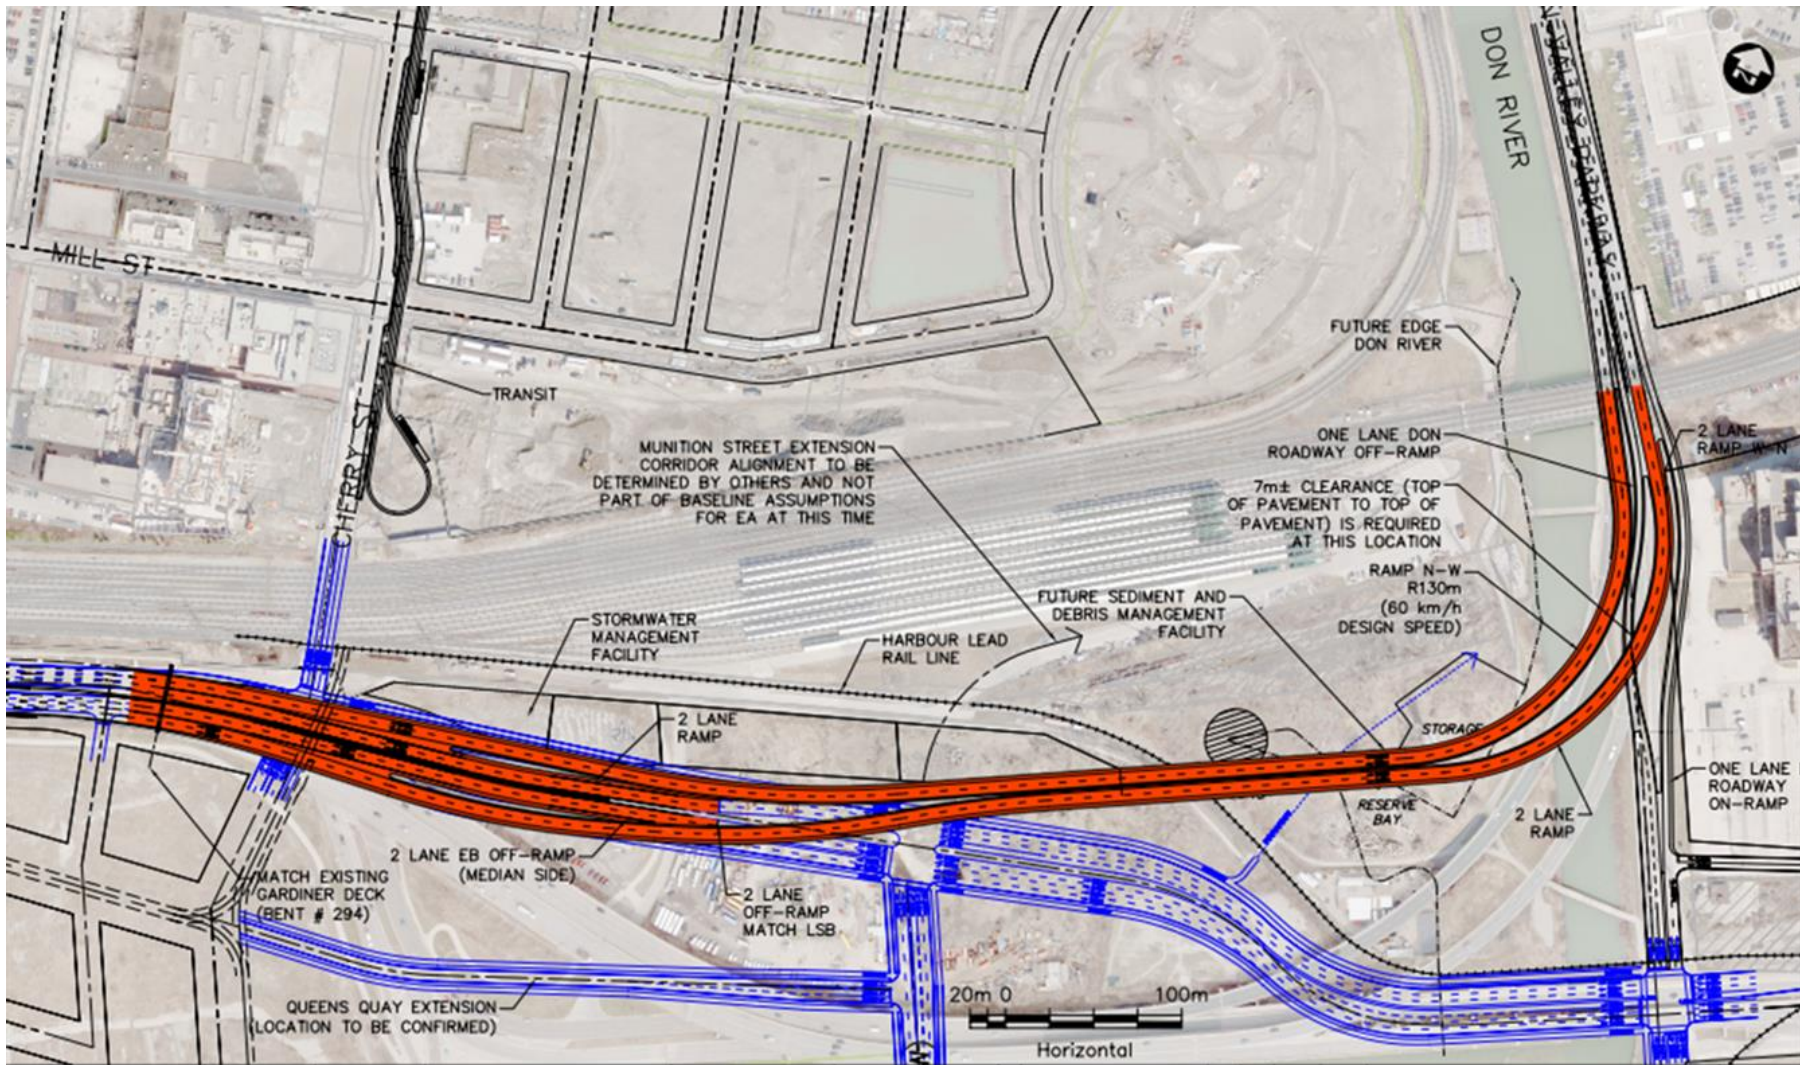 DON RIVER
MILL ST
TRANSIT
CHERRY ST
FUTURE EDGE
DON RIVER
MUNITION STREET EXTENSION
CORRIDOR ALIGNMENT TO BE
DETERMINED BY OTHERS AND NOT
PART OF BASELINE ASSUMPTIONS
FOR EA AT THIS TIME
ONE LANE DON
ROADWAY OFF-RAMP
2 LANE
RAMP W-N
7m± CLEARANCE (TOP
OF PAVEMENT TO TOP OF
PAVEMENT) IS REQUIRED
AT THIS LOCATION
RAMP N-W
R130m
(60 km/h
DESIGN SPEED)
FUTURE SEDIMENT AND
DEBRIS MANAGEMENT
FACILITY
STORMWATER
MANAGEMENT
FACILITY
HARBOUR LEAD
RAIL LINE
2 LANE
RAMP
STORAGE
RESERVE
BAY
2 LANE
RAMP
ONE LANE
ROADWAY
ON-RAMP
2 LANE EB OFF-RAMP
(MEDIAN SIDE)
MATCH EXISTING
GARDINER DECK
(BENT # 294)
2 LANE
OFF-RAMP
MATCH LSB
QUEENS QUAY EXTENSION
(LOCATION TO BE CONFIRMED)
20m 0 100m
Horizontal